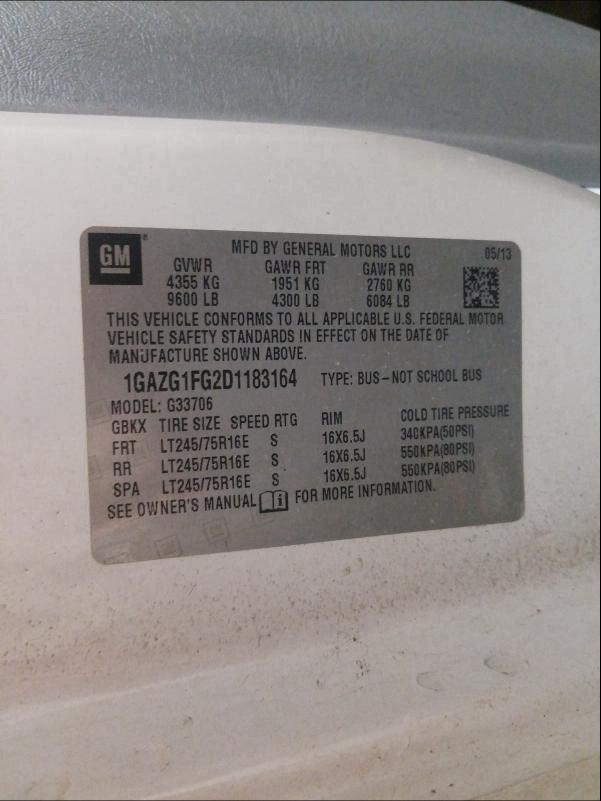 GM®
MFD BY GENERAL MOTORS LLC 05/13
GVWR GAWR FRT GAWR RR
4355 KG 1951 KG 2760 KG
9600 LB 4300 LB 6084 LB
THIS VEHICLE CONFORMS TO ALL APPLICABLE U.S. FEDERAL MOTOR
VEHICLE SAFETY STANDARDS IN EFFECT ON THE DATE OF
MANUFACTURE SHOWN ABOVE.
1GAZG1FG2D1183164 TYPE: BUS-NOT SCHOOL BUS
MODEL: G33706
GBKX TIRE SIZE SPEED RTG RIM COLD TIRE PRESSURE
FRT LT245/75R16E S 16X6.5J 340KPA(50PSI)
RR LT245/75R16E S 16X6.5J 550KPA(80PSI)
SPA LT245/75R16E S 16X6.5J 550KPA(80PSI)
SEE OWNER'S MANUAL FOR MORE INFORMATION.